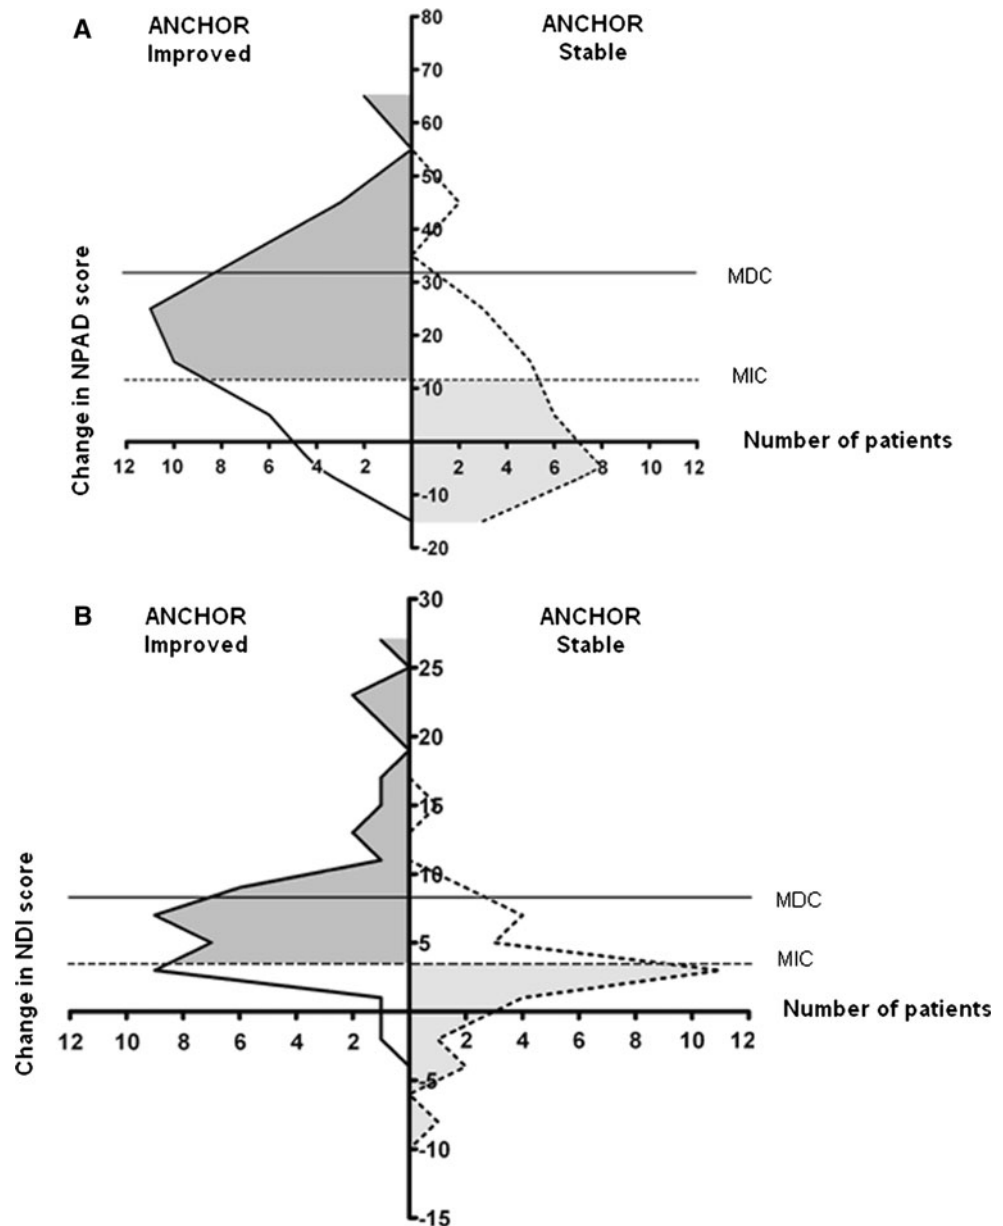 A
ANCHOR
Improved
ANCHOR
Stable
80
70
60
50
40
MDC
30
20
MIC
10
Number of patients
12 10 8 6 4 2 2 4 6 8 10 12
-10
-20
Change in NPAD score
B
ANCHOR
Improved
ANCHOR
Stable
30
25
20
15
10
MDC
5
MIC
Number of patients
12 10 8 6 4 2 2 4 6 8 10 12
-5
-10
-15
Change in NDI score